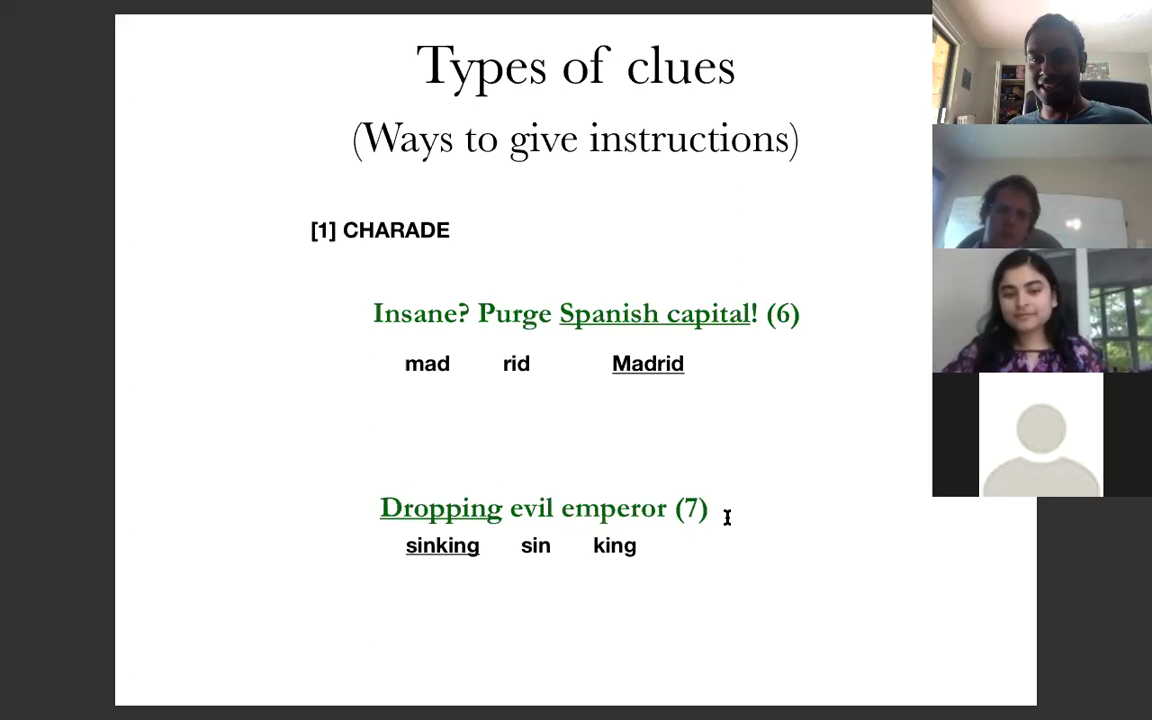 Types of clues
(Ways to give instructions)
[1] CHARADE
Insane? Purge Spanish capital! (6)
mad rid Madrid
Dropping evil emperor (7)
sinking sin king